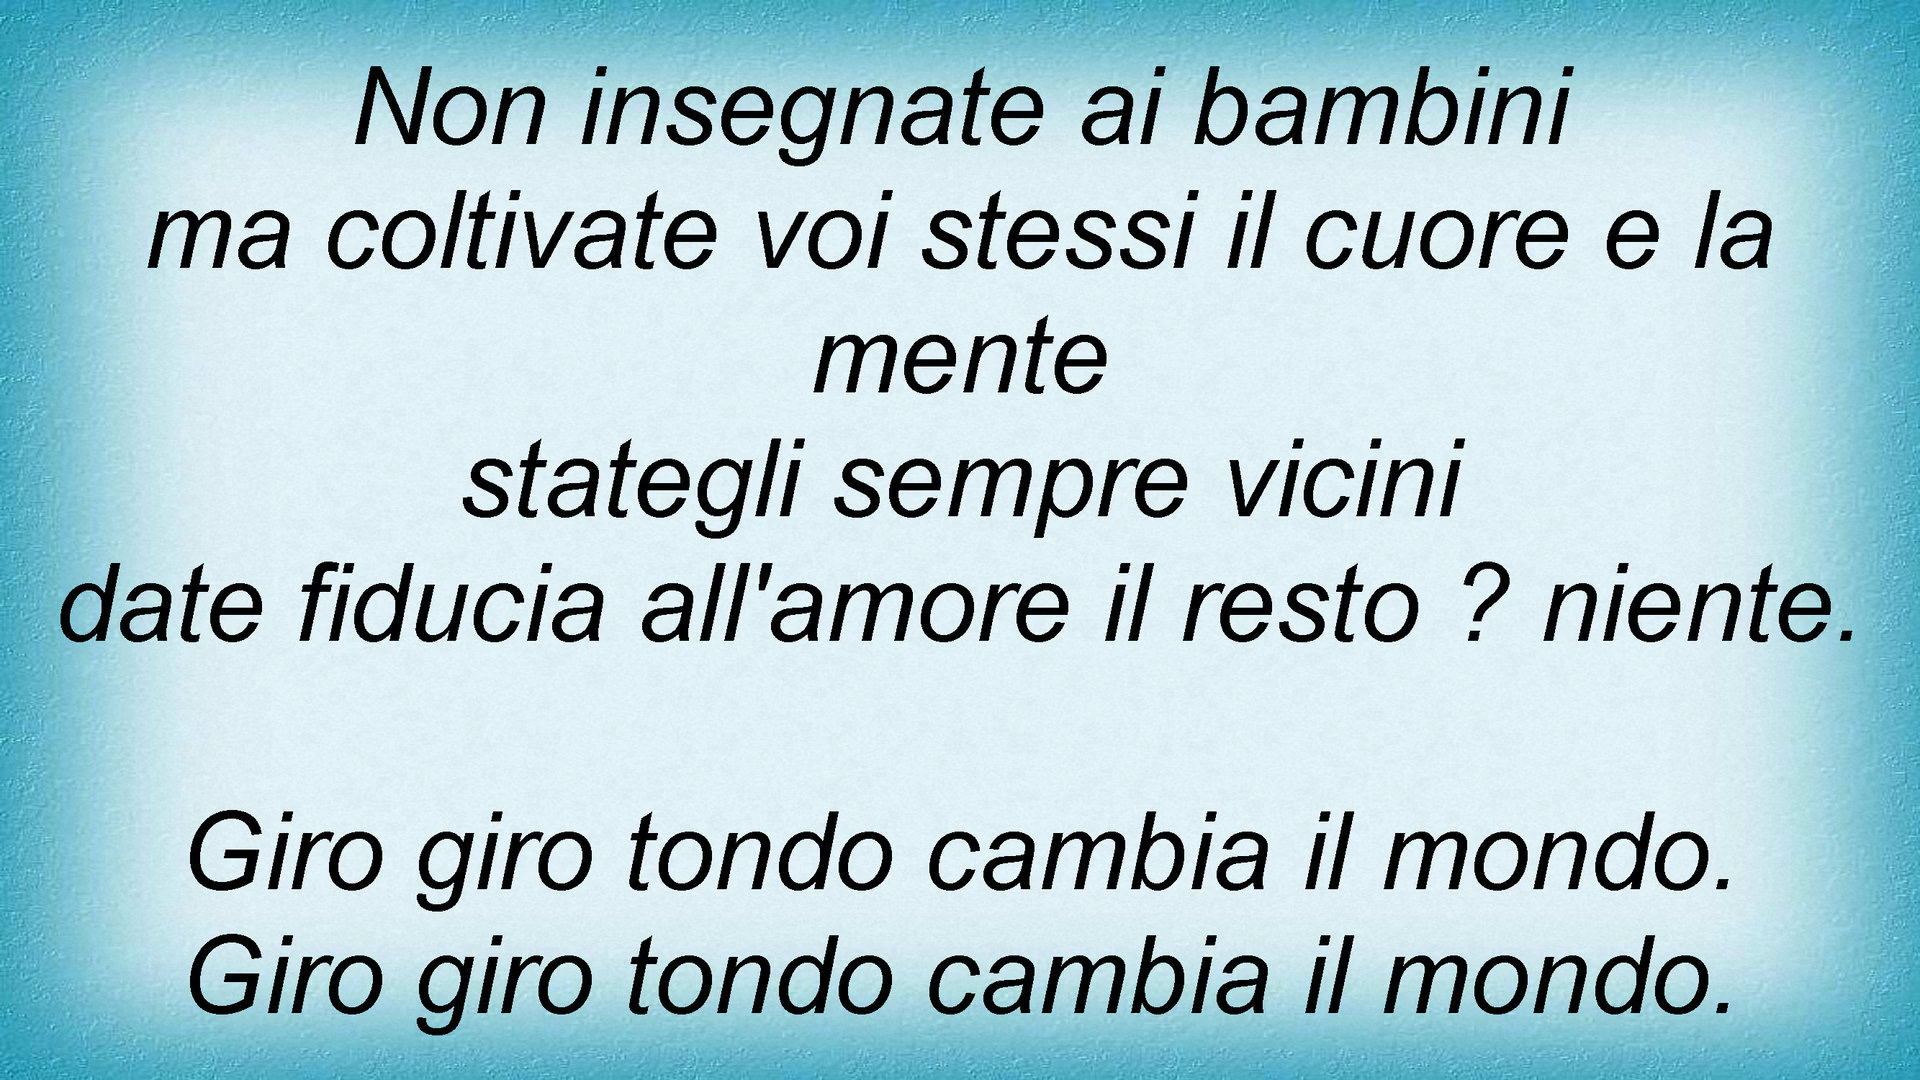 Non insegnate ai bambini
ma coltivate voi stessi il cuore e la
mente
stategli sempre vicini
date fiducia all'amore il resto ? niente.
Giro giro tondo cambia il mondo.
Giro giro tondo cambia il mondo.